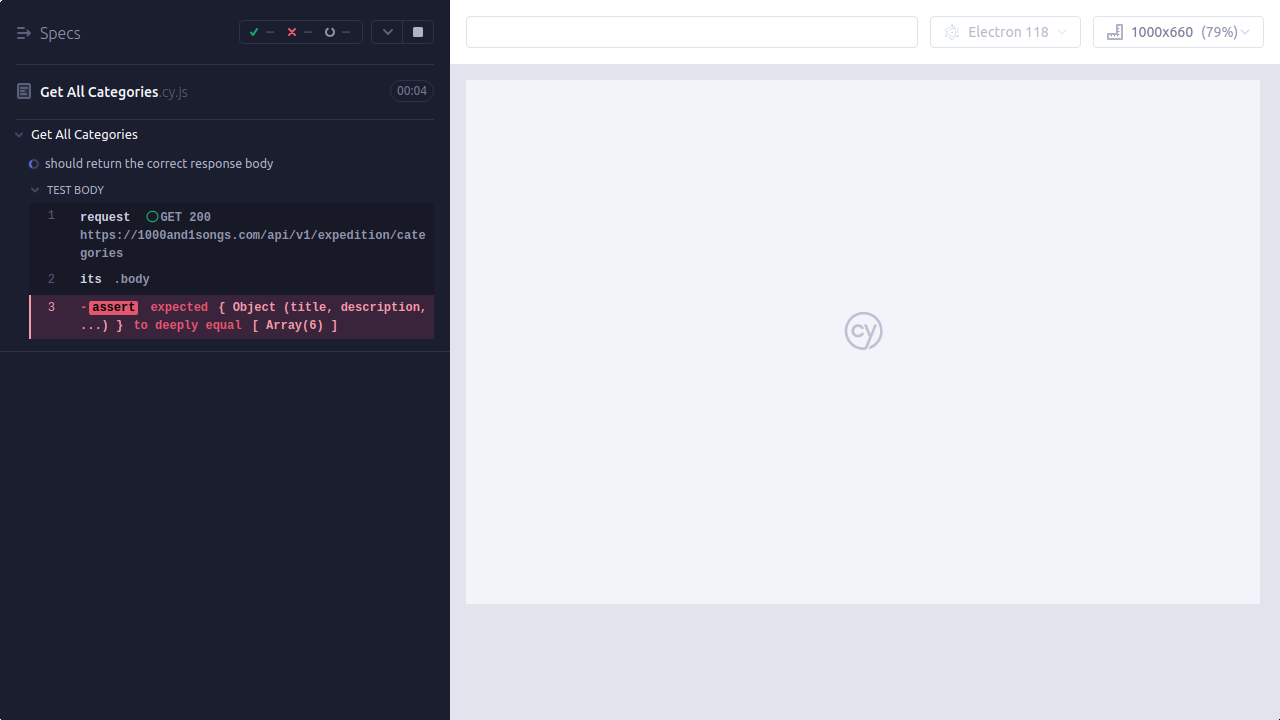 Specs
--
--
--
Electron 118
1000x660 (79%)
Get All Categories.cy.js
00:04
Get All Categories
should return the correct response body
TEST BODY
1 request GET 200
https://1000and1songs.com/api/v1/expedition/cate
gories
2 its .body
3 -assert expected { Object (title, description,
...) } to deeply equal [ Array(6) ]
cy